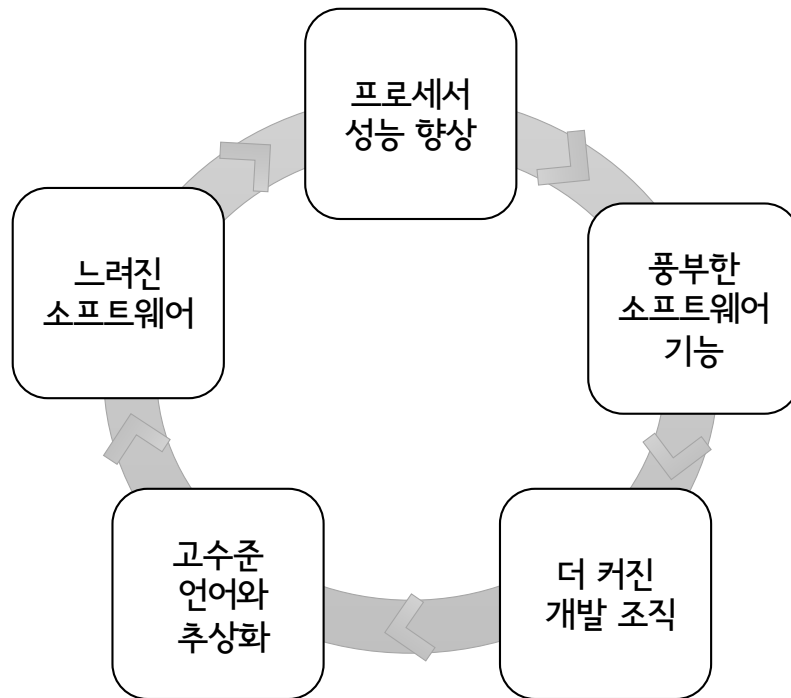 프로세서
성능 향상
풍부한
소프트웨어
기능
더 커진
개발 조직
고수준
언어와
추상화
느려진
소프트웨어